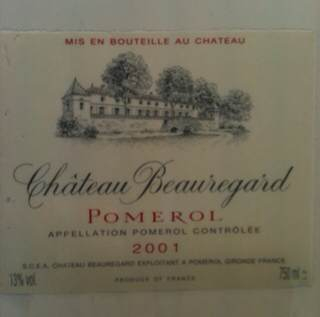 MIS EN BOUTEILLE AU CHATEAU
Château Beauregard
POMEROL
APPELLATION POMEROL CONTRÔLÉE
2001
S.C.E.A. CHATEAU BEAUREGARD EXPLOITANT A POMEROL GIRONDE FRANCE
13% vol. PRODUCE OF FRANCE 750 ml e